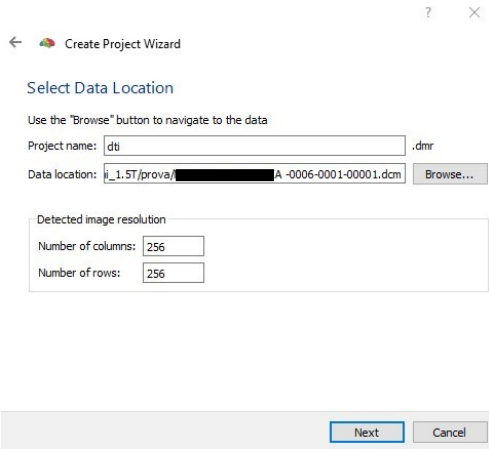 ?
Create Project Wizard
Select Data Location
Use the "Browse" button to navigate to the data
Project name: dti .dmr
Data location: i_1.5T/prova/ A -0006-0001-00001.dcm Browse...
Detected image resolution
Number of columns: 256
Number of rows: 256
Next Cancel